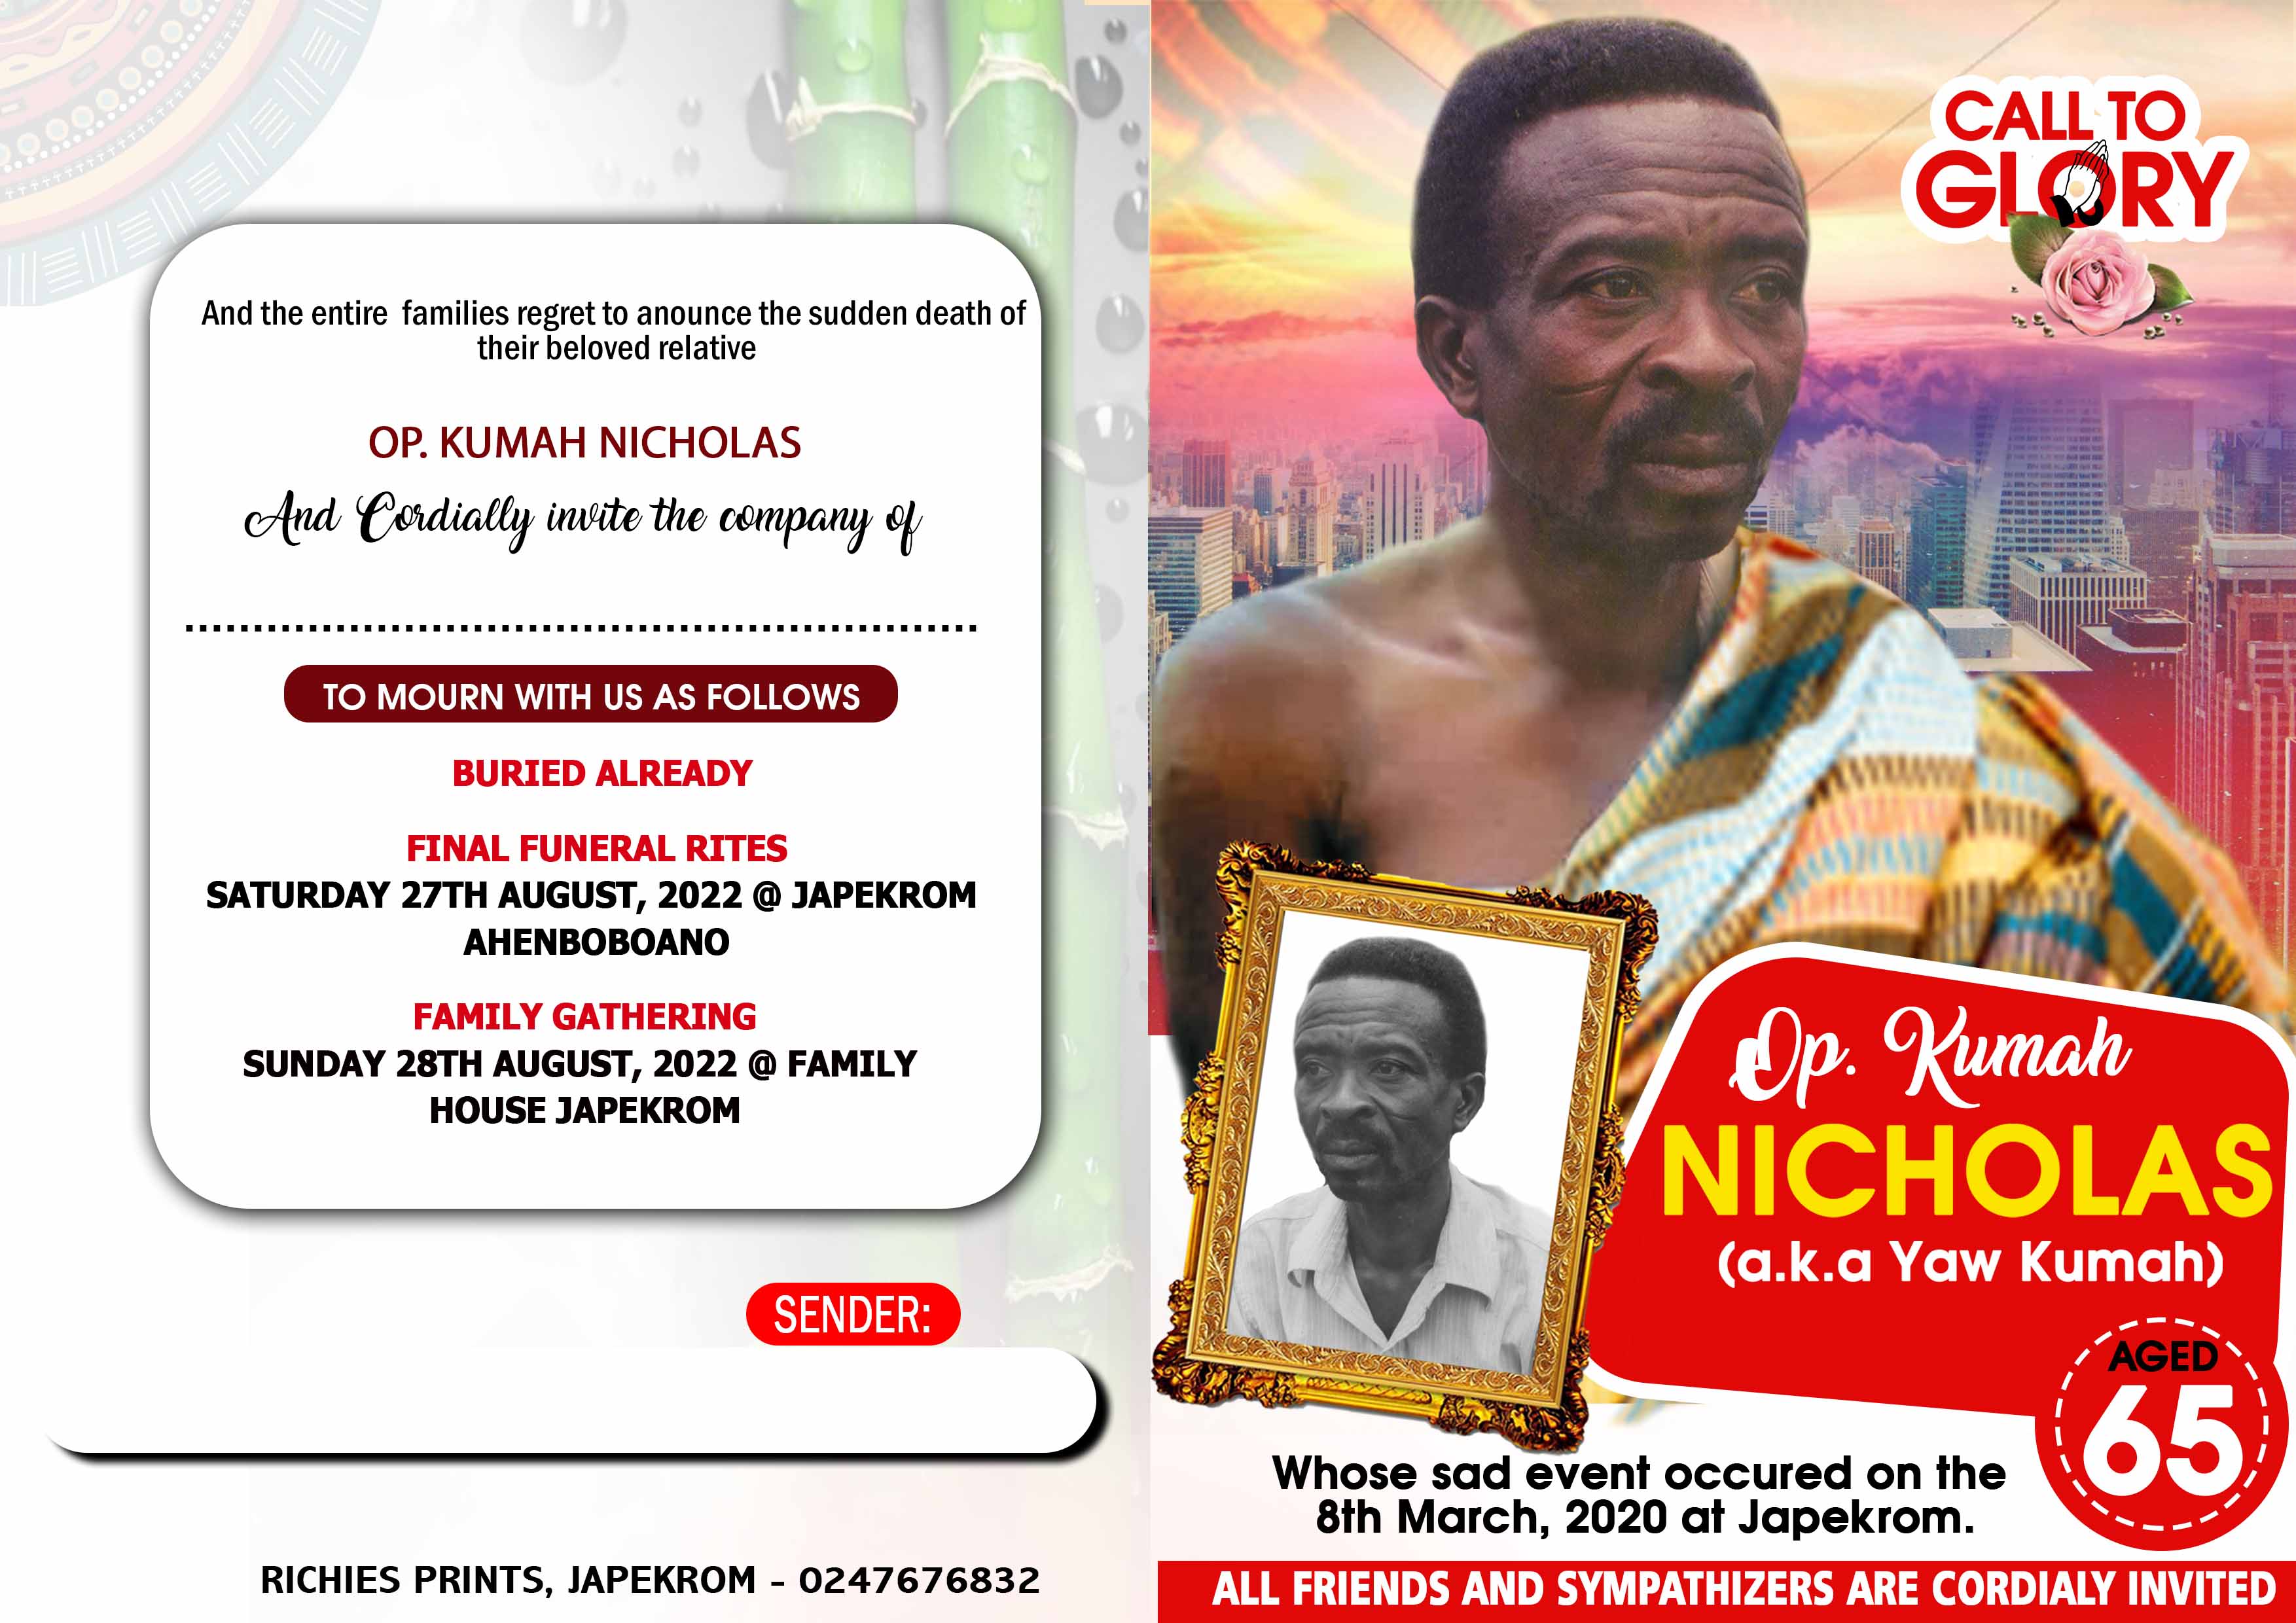 And the entire families regret to anounce the sudden death of
their beloved relative
OP. KUMAH NICHOLAS
And Cordially invite the company of
............................................................
TO MOURN WITH US AS FOLLOWS
BURIED ALREADY
FINAL FUNERAL RITES
SATURDAY 27TH AUGUST, 2022 @ JAPEKROM
AHENBOBOANO
FAMILY GATHERING
SUNDAY 28TH AUGUST, 2022 @ FAMILY
HOUSE JAPEKROM
SENDER:
RICHIES PRINTS, JAPEKROM - 0247676832
CALL TO
GLORY
Op. Kumah
NICHOLAS
(a.k.a Yaw Kumah)
AGED
65
Whose sad event occured on the
8th March, 2020 at Japekrom.
ALL FRIENDS AND SYMPATHIZERS ARE CORDIALY INVITED